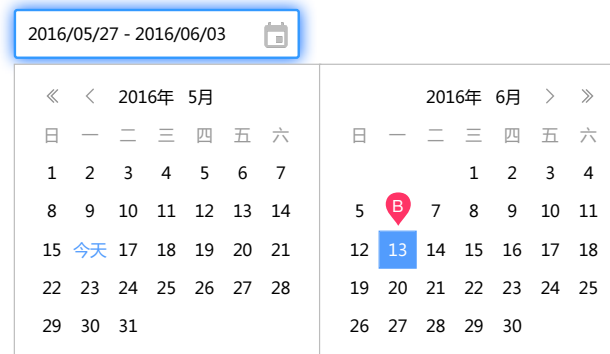 2016/05/27 - 2016/06/03
2016年 5月
日 一 二 三 四 五 六
1 2 3 4 5 6 7
8 9 10 11 12 13 14
15 今天 17 18 19 20 21
22 23 24 25 26 27 28
29 30 31
2016年 6月
日 一 二 三 四 五 六
1 2 3 4
5 B 7 8 9 10 11
12 13 14 15 16 17 18
19 20 21 22 23 24 25
26 27 28 29 30